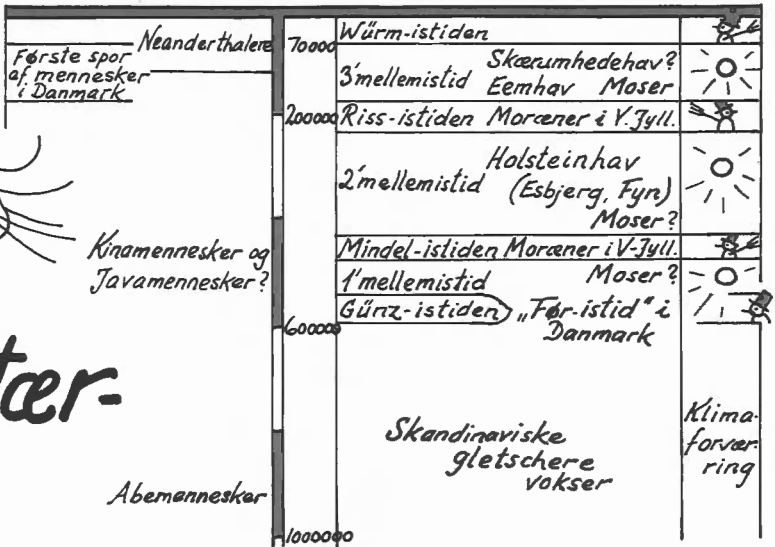 Neanderthalere
Første spor
af mennesker
i Danmark
Kinamennesker og
Javamennesker?
tær-
Abemennesker
70000
200000
600000
1000000
Würm-istiden
3' mellemistid Skærumhedehav?
Eemhav Moser
Riss-istiden Moræner i V. Jyll.
2' mellemistid Holsteinhav
(Esbjerg, Fyn)
Moser?
Mindel-istiden Moræner i V-Jyll.
1' mellemistid Moser?
Günz-istiden „Før-istid" i
Danmark
Skandinaviske
gletschere
vokser
Klima-
forvær-
ring